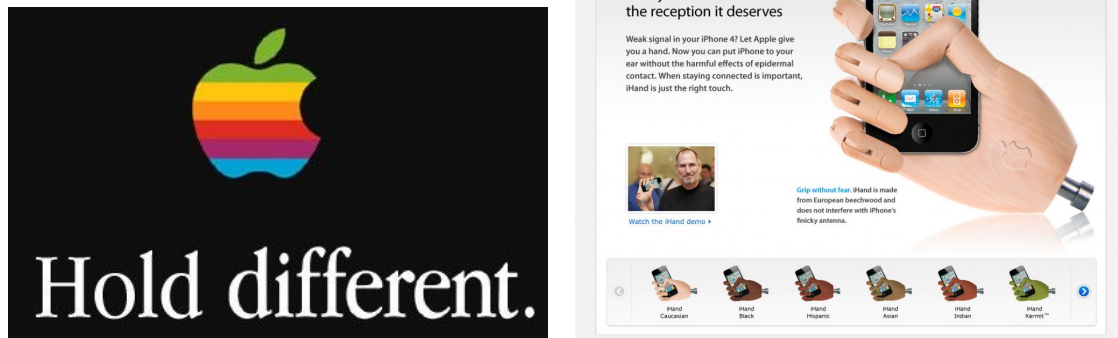 Hold different.
the reception it deserves
Weak signal in your iPhone 4? Let Apple give
you a hand. Now you can put iPhone to your
ear without the harmful effects of epidermal
contact. When staying connected is important,
iHand is just the right touch.
Watch the iHand demo
Grip without fear. iHand is made
from European beechwood and
does not interfere with iPhone's
finicky antenna.
iHand
Caucasian
iHand
Black
iHand
Hispanic
iHand
Asian
iHand
Indian
iHand
Kermit™